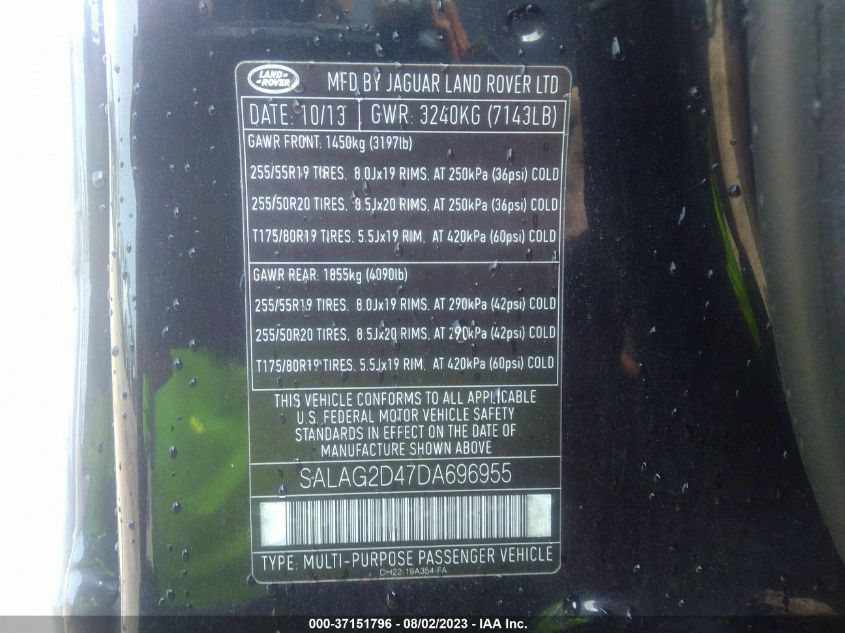 LAND ROVER MFD BY JAGUAR LAND ROVER LTD
DATE: 10/13 GWR: 3240KG (7143LB)
GAWR FRONT: 1450kg (3197lb)
255/55R19 TIRES. 8.0Jx19 RIMS. AT 250kPa (36psi) COLD
255/50R20 TIRES. 8.5Jx20 RIMS. AT 250kPa (36psi) COLD
T175/80R19 TIRES. 5.5Jx19 RIM. AT 420kPa (60psi) COLD
GAWR REAR. 1855kg (4090lb)
255/55R19 TIRES. 8.0Jx19 RIMS. AT 290kPa (42psi) COLD
255/50R20 TIRES. 8.5Jx20 RIMS. AT 290kPa (42psi) COLD
T175/80R19 TIRES. 5.5Jx19 RIM. AT 420kPa (60psi) COLD
THIS VEHICLE CONFORMS TO ALL APPLICABLE
U.S. FEDERAL MOTOR VEHICLE SAFETY
STANDARDS IN EFFECT ON THE DATE OF
MANUFACTURE SHOWN ABOVE
SALAG2D47DA696955
TYPE: MULTI-PURPOSE PASSENGER VEHICLE
DH22-19A354-FA
000-37151796 - 08/02/2023 - IAA Inc.